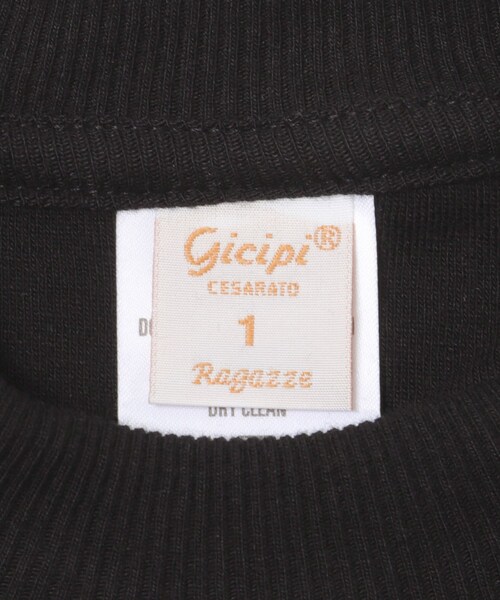 Gicipi®
CESARATO
1
Ragazze
DRY CLEAN